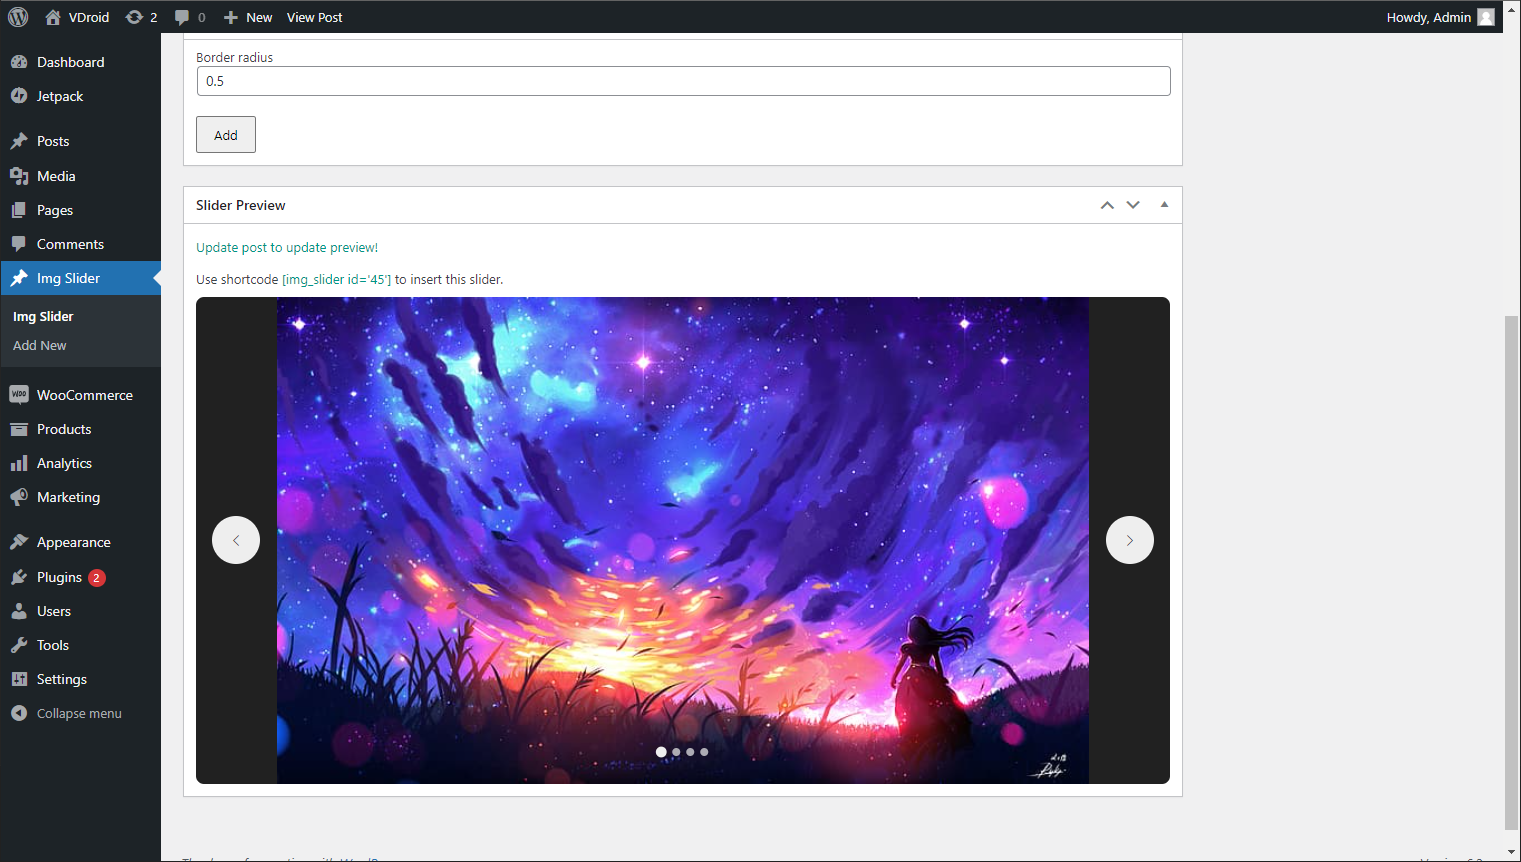 VDroid
2
0
New
View Post
Howdy, Admin
Dashboard
Jetpack
Posts
Media
Pages
Comments
Img Slider
Img Slider
Add New
WooCommerce
Products
Analytics
Marketing
Appearance
Plugins 2
Users
Tools
Settings
Collapse menu
Border radius
0.5
Add
Slider Preview
Update post to update preview!
Use shortcode [img_slider id='45'] to insert this slider.